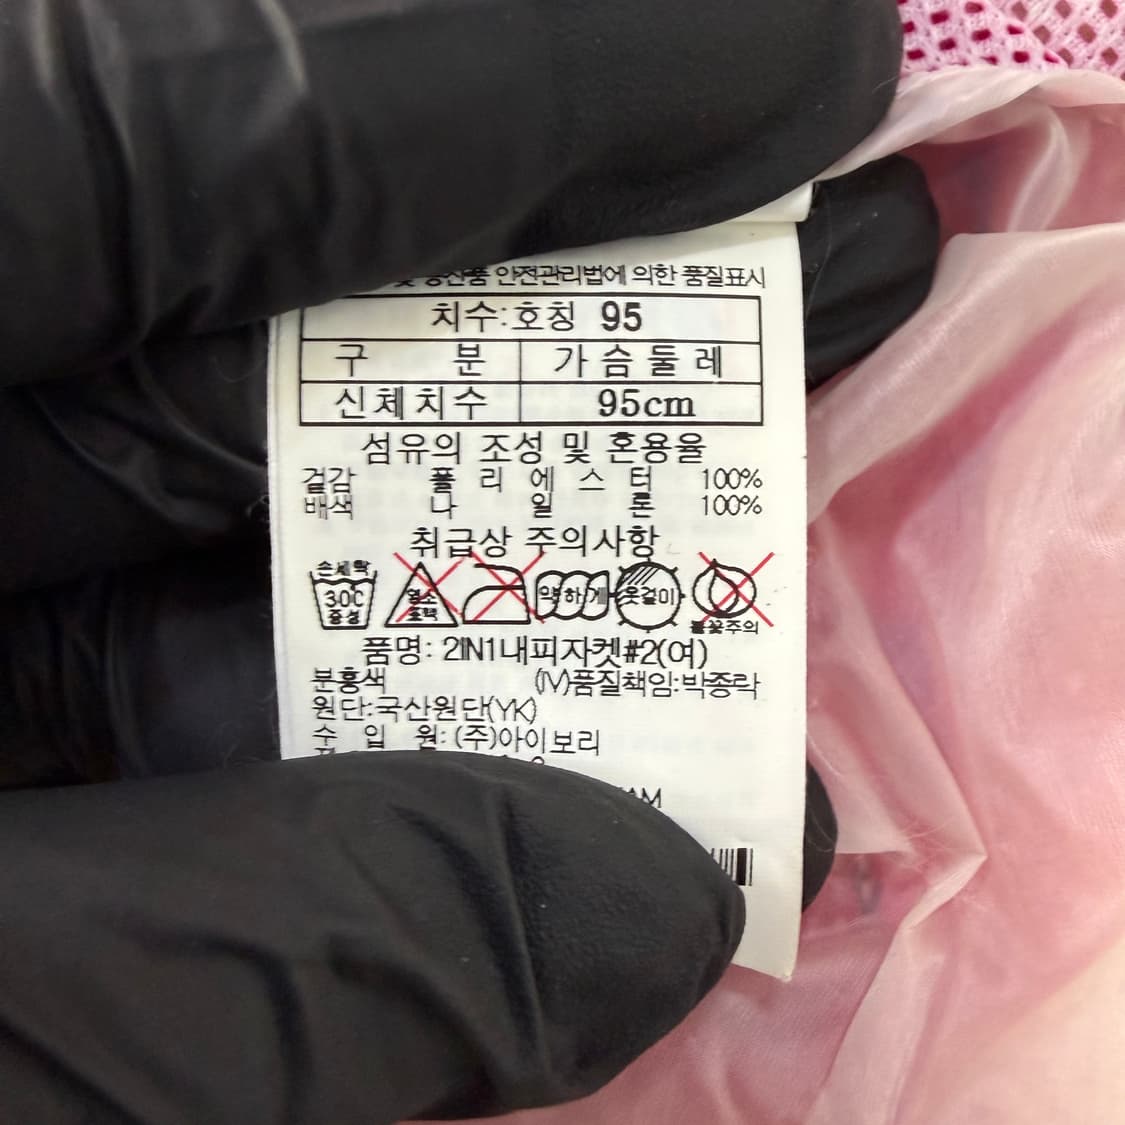 안전관리법에 의한 품질표시
치수:호칭 95
구 분 가슴둘레
신체치수 95cm
섬유의 조성 및 혼용율
겉감 폴리에스터 100%
배색 나일론 100%
취급상 주의사항
손세탁 30C 중성 염소 표백 약하게 옷걸이 불꽃주의
품명: 2IN1내피자켓#2(여)
분홍색 (IV)품질책임:박종락
원단:국산원단(YK)
수 입 원: (주)아이보리